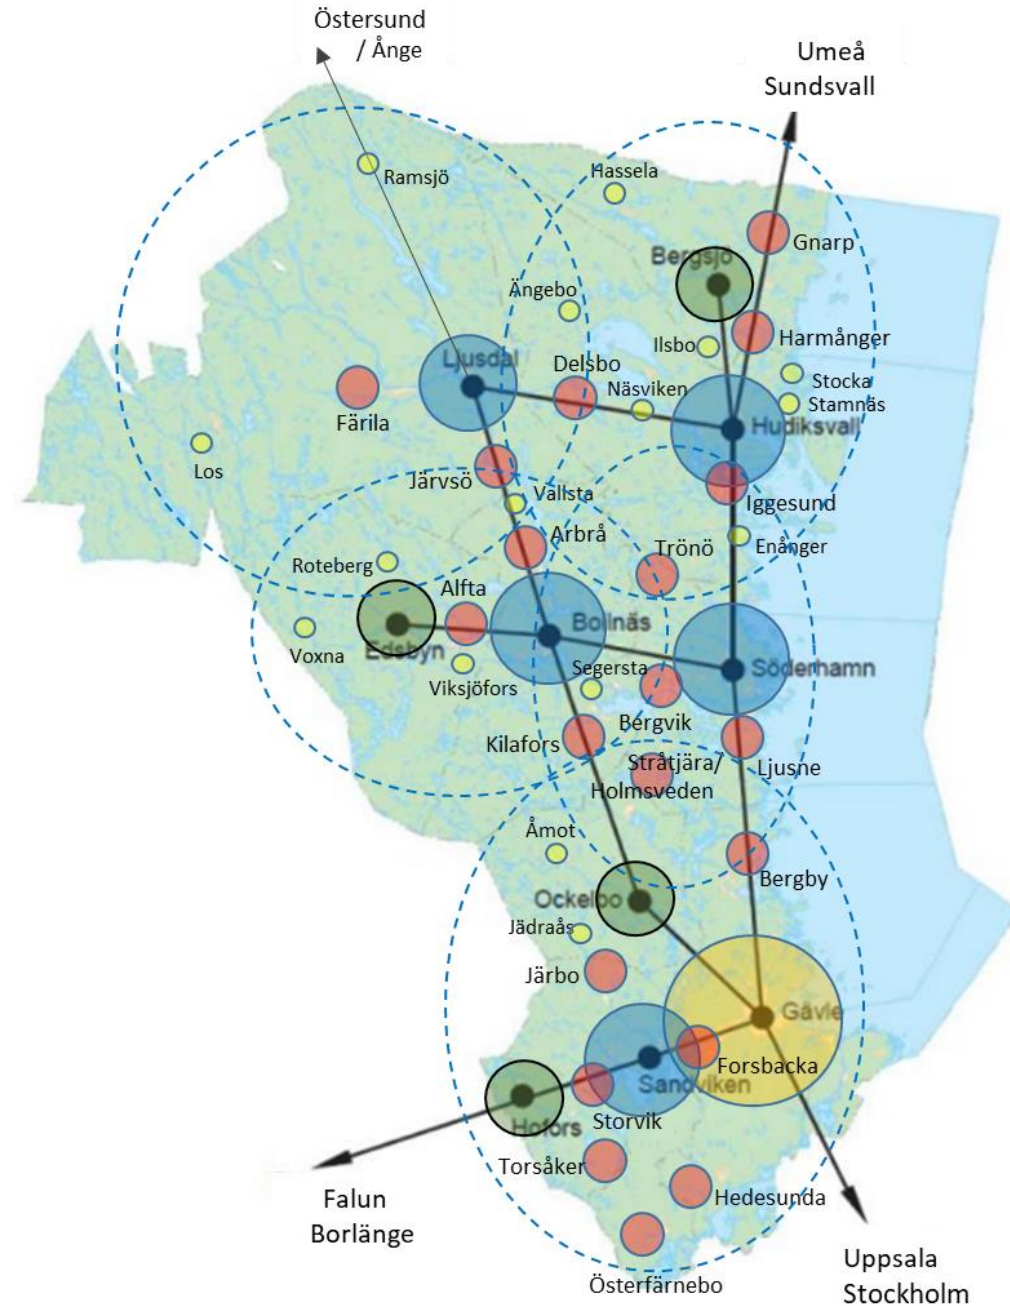 Östersund
/ Ånge
Umeå
Sundsvall
Ramsjö
Hassela
Gnarp
Bergsjö
Ängebo
Ilsbo
Harmånger
Ljusdal
Delsbo
Näsviken
Stocka
Stamnäs
Färila
Hudiksvall
Los
Järvsö
Vallsta
Iggesund
Arbrå
Trönö
Enånger
Roteberg
Alfta
Bollnäs
Voxna
Edsbyn
Viksjöfors
Segersta
Söderhamn
Bergvik
Kilafors
Stråtjära/
Holmsveden
Ljusne
Åmot
Bergby
Ockelbo
Jädraås
Järbo
Gävle
Forsbacka
Sandviken
Storvik
Hofors
Torsåker
Hedesunda
Falun
Borlänge
Österfärnebo
Uppsala
Stockholm